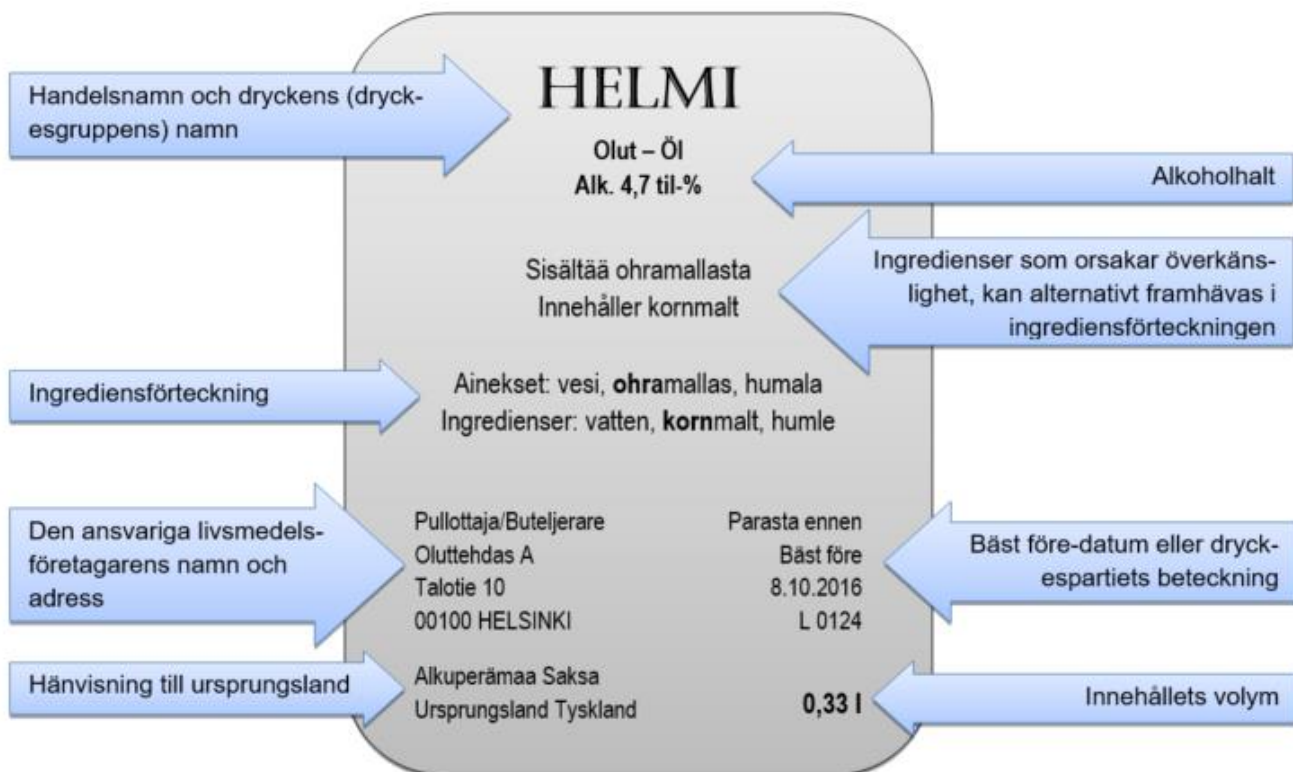 HELMI
Handelsnamn och dryckens (dryck-
esgruppens) namn
Olut – Öl
Alk. 4,7 til-%
Alkoholhalt
Sisältää ohramallasta
Innehåller kornmalt
Ingredienser som orsakar överkäns-
lighet, kan alternativt framhävas i
ingrediensförteckningen
Ingrediensförteckning
Ainekset: vesi, ohramallas, humala
Ingredienser: vatten, kornmalt, humle
Den ansvariga livsmedels-
företagarens namn och
adress
Pullottaja/Buteljerare
Oluttehdas A
Talotie 10
00100 HELSINKI
Parasta ennen
Bäst före
8.10.2016
L 0124
Bäst före-datum eller dryck-
espartiets beteckning
Hänvisning till ursprungsland
Alkuperämaa Saksa
Ursprungsland Tyskland
0,33 l
Innehållets volym